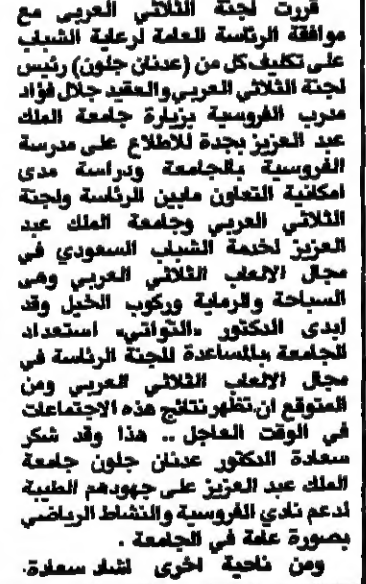 قررت لجنة الثلاثي العربي مع
موافقة الرئاسة العامة لرعاية الشباب
على تكليف كل من (عدنان جلون) رئيس
لجنة الثلاثي العربي والعقيد جلال فؤاد
مدرب الفروسية بزيارة جامعة الملك
عبد العزيز بجدة للاطلاع على مدرسة
الفروسية بالجامعة ودراسة مدى
امكانية التعاون مابين الرئاسة ولجنة
الثلاثي العربي وجامعة الملك عبد
العزيز لخدمة الشباب السعودي في
مجال الالعاب الثلاثي العربي وهى
السباحة والرماية وركوب الخيل وقد
ابدى الدكتور «التواتي» استعداد
الجامعة بالمساعدة للجنة الرئاسة في
مجال الالعاب الثلاثي العربي ومن
المتوقع ان تظهر نتائج هذه الاجتماعات
في الوقت العاجل .. هذا وقد شكر
سعادة الدكتور عدنان جلون جامعة
الملك عبد العزيز على جهودهم الطيبة
لدعم نادي الفروسية والنشاط الرياضي
بصورة عامة في الجامعة .
ومن ناحية اخرى اشاد سعادة